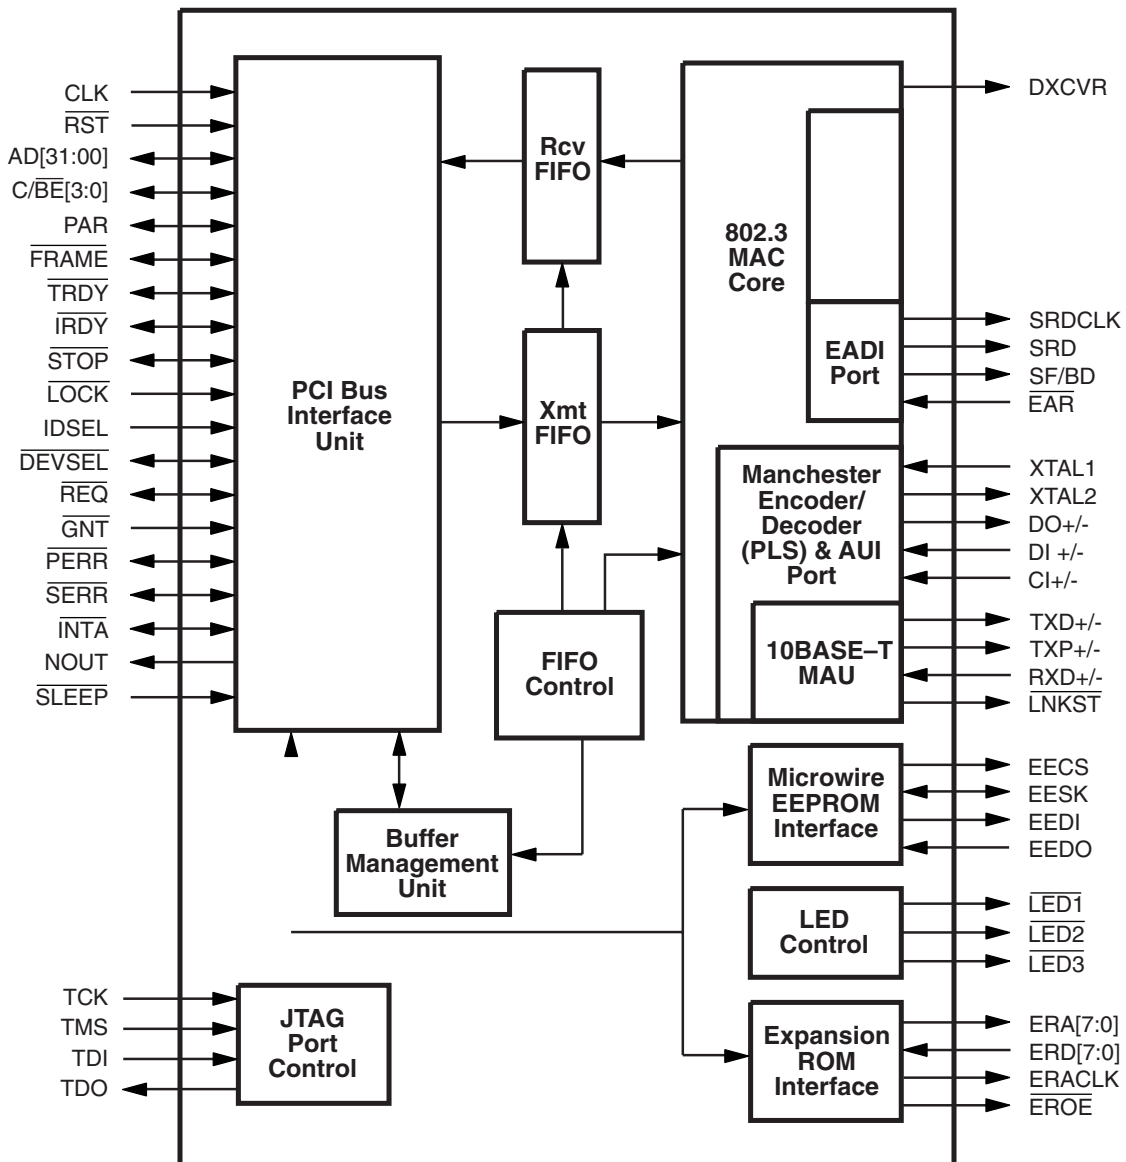 CLK
RST
AD[31:00]
C/BE[3:0]
PAR
FRAME
TRDY
IRDY
STOP
LOCK
IDSEL
DEVSEL
REQ
GNT
PERR
SERR
INTA
NOUT
SLEEP
TCK
TMS
TDI
TDO
PCI Bus
Interface
Unit
Rcv
FIFO
Xmt
FIFO
FIFO
Control
Buffer
Management
Unit
JTAG
Port
Control
802.3
MAC
Core
EADI
Port
Manchester
Encoder/
Decoder
(PLS) & AUI
Port
10BASE–T
MAU
Microwire
EEPROM
Interface
LED
Control
Expansion
ROM
Interface
DXCVR
SRDCLK
SRD
SF/BD
EAR
XTAL1
XTAL2
DO+/-
DI +/-
CI+/-
TXD+/-
TXP+/-
RXD+/-
LNKST
EECS
EESK
EEDI
EEDO
LED1
LED2
LED3
ERA[7:0]
ERD[7:0]
ERACLK
EROE